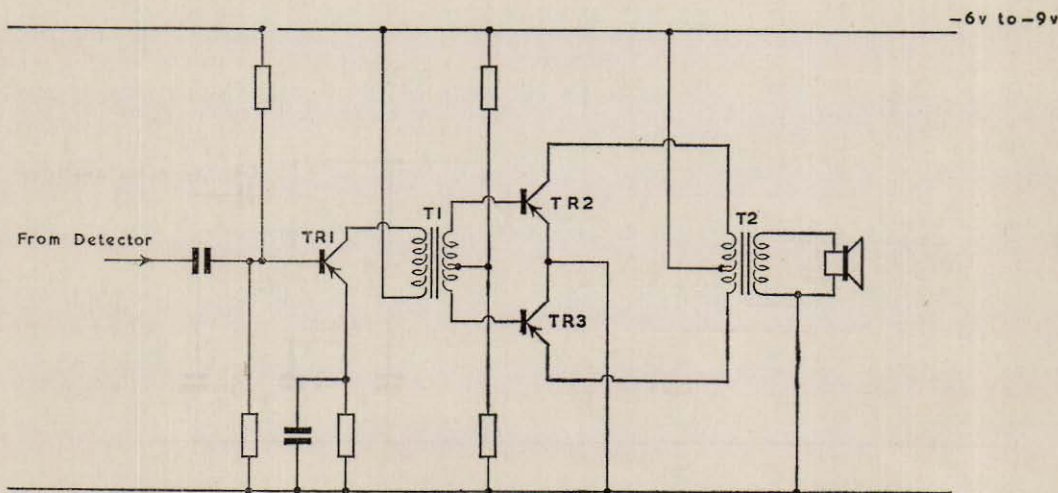 -6v to -9v
From Detector
TR1
T1
TR2
T2
TR3